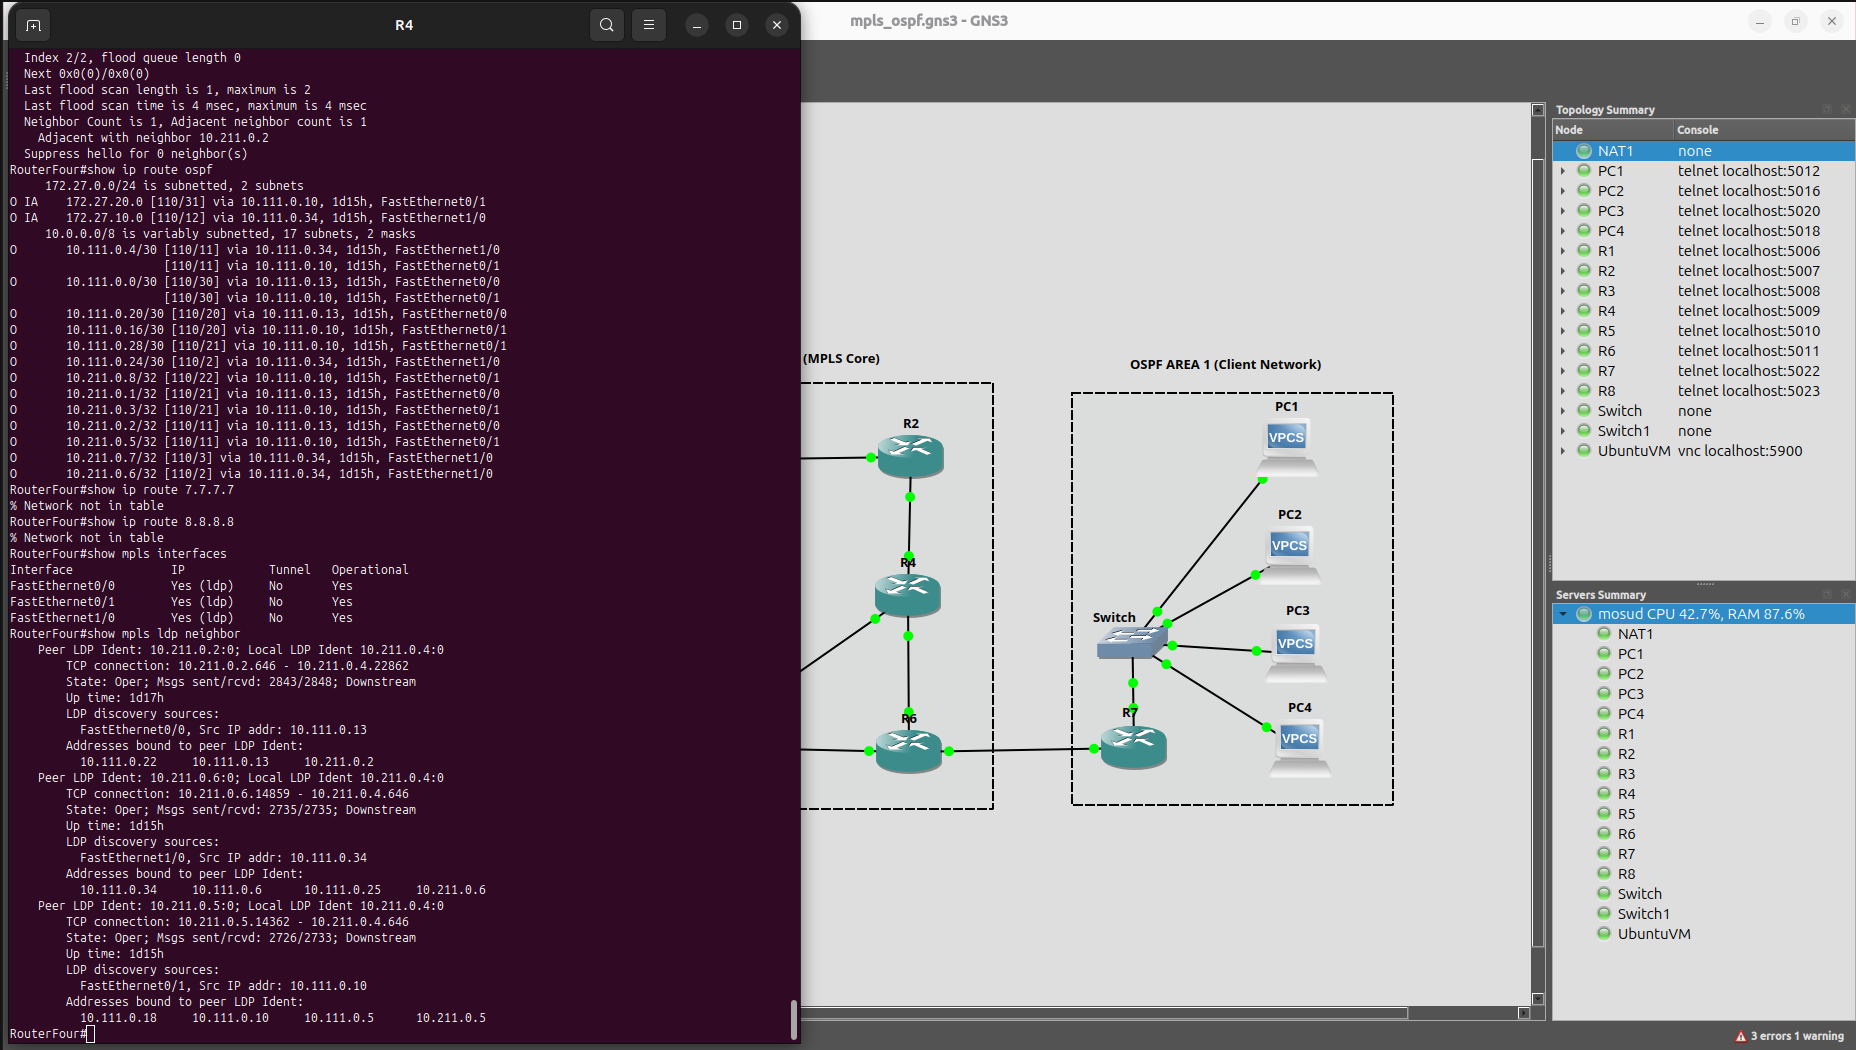 R4
mpls_ospf.gns3 - GNS3
  Index 2/2, flood queue length 0
  Next 0x0(0)/0x0(0)
  Last flood scan length is 1, maximum is 2
  Last flood scan time is 4 msec, maximum is 4 msec
  Neighbor Count is 1, Adjacent neighbor count is 1
    Adjacent with neighbor 10.211.0.2
  Suppress hello for 0 neighbor(s)
RouterFour#show ip route ospf
     172.27.0.0/24 is subnetted, 2 subnets
O IA    172.27.20.0 [110/31] via 10.111.0.10, 1d15h, FastEthernet0/1
O IA    172.27.10.0 [110/12] via 10.111.0.34, 1d15h, FastEthernet1/0
     10.0.0.0/8 is variably subnetted, 17 subnets, 2 masks
O       10.111.0.4/30 [110/11] via 10.111.0.34, 1d15h, FastEthernet1/0
                      [110/11] via 10.111.0.10, 1d15h, FastEthernet0/1
O       10.111.0.0/30 [110/30] via 10.111.0.13, 1d15h, FastEthernet0/0
                      [110/30] via 10.111.0.10, 1d15h, FastEthernet0/1
O       10.111.0.20/30 [110/20] via 10.111.0.13, 1d15h, FastEthernet0/0
O       10.111.0.16/30 [110/20] via 10.111.0.10, 1d15h, FastEthernet0/1
O       10.111.0.28/30 [110/21] via 10.111.0.10, 1d15h, FastEthernet0/1
O       10.111.0.24/30 [110/2] via 10.111.0.34, 1d15h, FastEthernet1/0
O       10.211.0.8/32 [110/22] via 10.111.0.10, 1d15h, FastEthernet0/1
O       10.211.0.1/32 [110/21] via 10.111.0.13, 1d15h, FastEthernet0/0
O       10.211.0.3/32 [110/21] via 10.111.0.10, 1d15h, FastEthernet0/1
O       10.211.0.2/32 [110/11] via 10.111.0.13, 1d15h, FastEthernet0/0
O       10.211.0.5/32 [110/11] via 10.111.0.10, 1d15h, FastEthernet0/1
O       10.211.0.7/32 [110/3] via 10.111.0.34, 1d15h, FastEthernet1/0
O       10.211.0.6/32 [110/2] via 10.111.0.34, 1d15h, FastEthernet1/0
RouterFour#show ip route 7.7.7.7
% Network not in table
RouterFour#show ip route 8.8.8.8
% Network not in table
RouterFour#show mpls interfaces
Interface              IP            Tunnel   Operational
FastEthernet0/0        Yes (ldp)     No       Yes
FastEthernet0/1        Yes (ldp)     No       Yes
FastEthernet1/0        Yes (ldp)     No       Yes
RouterFour#show mpls ldp neighbor
    Peer LDP Ident: 10.211.0.2:0; Local LDP Ident 10.211.0.4:0
        TCP connection: 10.211.0.2.646 - 10.211.0.4.22862
        State: Oper; Msgs sent/rcvd: 2843/2848; Downstream
        Up time: 1d17h
        LDP discovery sources:
          FastEthernet0/0, Src IP addr: 10.111.0.13
        Addresses bound to peer LDP Ident:
          10.111.0.22     10.111.0.13     10.211.0.2
    Peer LDP Ident: 10.211.0.6:0; Local LDP Ident 10.211.0.4:0
        TCP connection: 10.211.0.6.14859 - 10.211.0.4.646
        State: Oper; Msgs sent/rcvd: 2735/2735; Downstream
        Up time: 1d15h
        LDP discovery sources:
          FastEthernet1/0, Src IP addr: 10.111.0.34
        Addresses bound to peer LDP Ident:
          10.111.0.34     10.111.0.6      10.111.0.25     10.211.0.6
    Peer LDP Ident: 10.211.0.5:0; Local LDP Ident 10.211.0.4:0
        TCP connection: 10.211.0.5.14362 - 10.211.0.4.646
        State: Oper; Msgs sent/rcvd: 2726/2733; Downstream
        Up time: 1d15h
        LDP discovery sources:
          FastEthernet0/1, Src IP addr: 10.111.0.10
        Addresses bound to peer LDP Ident:
          10.111.0.18     10.111.0.10     10.111.0.5      10.211.0.5
RouterFour#
(MPLS Core)
R2
R4
R6
OSPF AREA 1 (Client Network)
PC1
VPCS
PC2
VPCS
PC3
VPCS
Switch
R7
PC4
VPCS
Topology Summary
Node Console
NAT1 none
PC1 telnet localhost:5012
PC2 telnet localhost:5016
PC3 telnet localhost:5020
PC4 telnet localhost:5018
R1 telnet localhost:5006
R2 telnet localhost:5007
R3 telnet localhost:5008
R4 telnet localhost:5009
R5 telnet localhost:5010
R6 telnet localhost:5011
R7 telnet localhost:5022
R8 telnet localhost:5023
Switch none
Switch1 none
UbuntuVM vnc localhost:5900
Servers Summary
mosud CPU 42.7%, RAM 87.6%
NAT1
PC1
PC2
PC3
PC4
R1
R2
R3
R4
R5
R6
R7
R8
Switch
Switch1
UbuntuVM
3 errors 1 warning